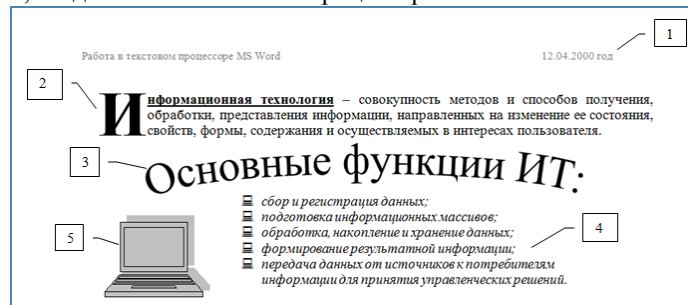 1
Работа в текстовом процессоре MS Word 12.04.2000 год
2
Информационная технология – совокупность методов и способов получения,
обработки, представления информации, направленных на изменение ее состояния,
свойств, формы, содержания и осуществляемых в интересах пользователя.
3
Основные функции ИТ:
сбор и регистрация данных;
подготовка информационных массивов;
обработка, накопление и хранение данных;
4
5
формирование результатной информации;
передача данных от источников к потребителям
информации для принятия управленческих решений.